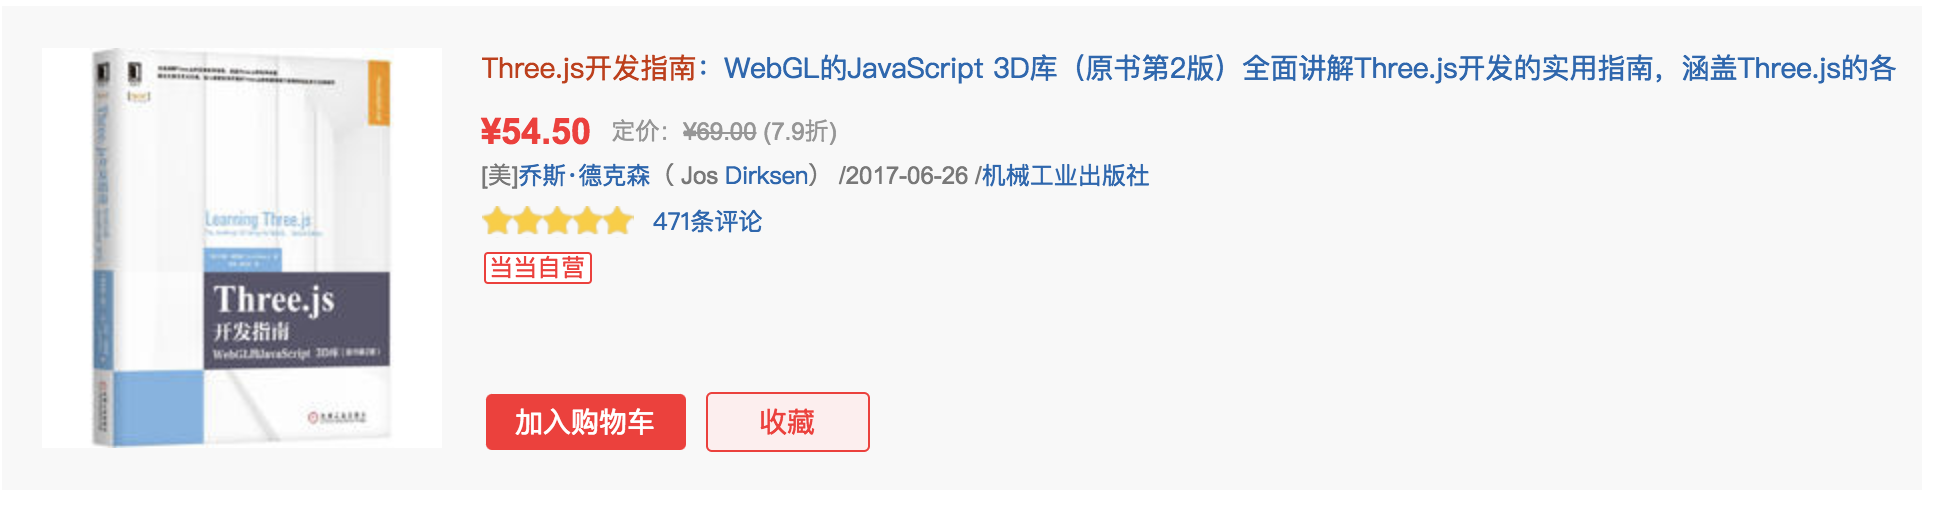 Three.js开发指南：WebGL的JavaScript 3D库（原书第2版）全面讲解Three.js开发的实用指南，涵盖Three.js的各
¥54.50 定价：¥69.00 (7.9折)
[美]乔斯·德克森（ Jos Dirksen） /2017-06-26 /机械工业出版社
471条评论
当当自营
加入购物车 收藏
Learning Three.js
Three.js
开发指南
WebGL的JavaScript 3D库（原书第2版）